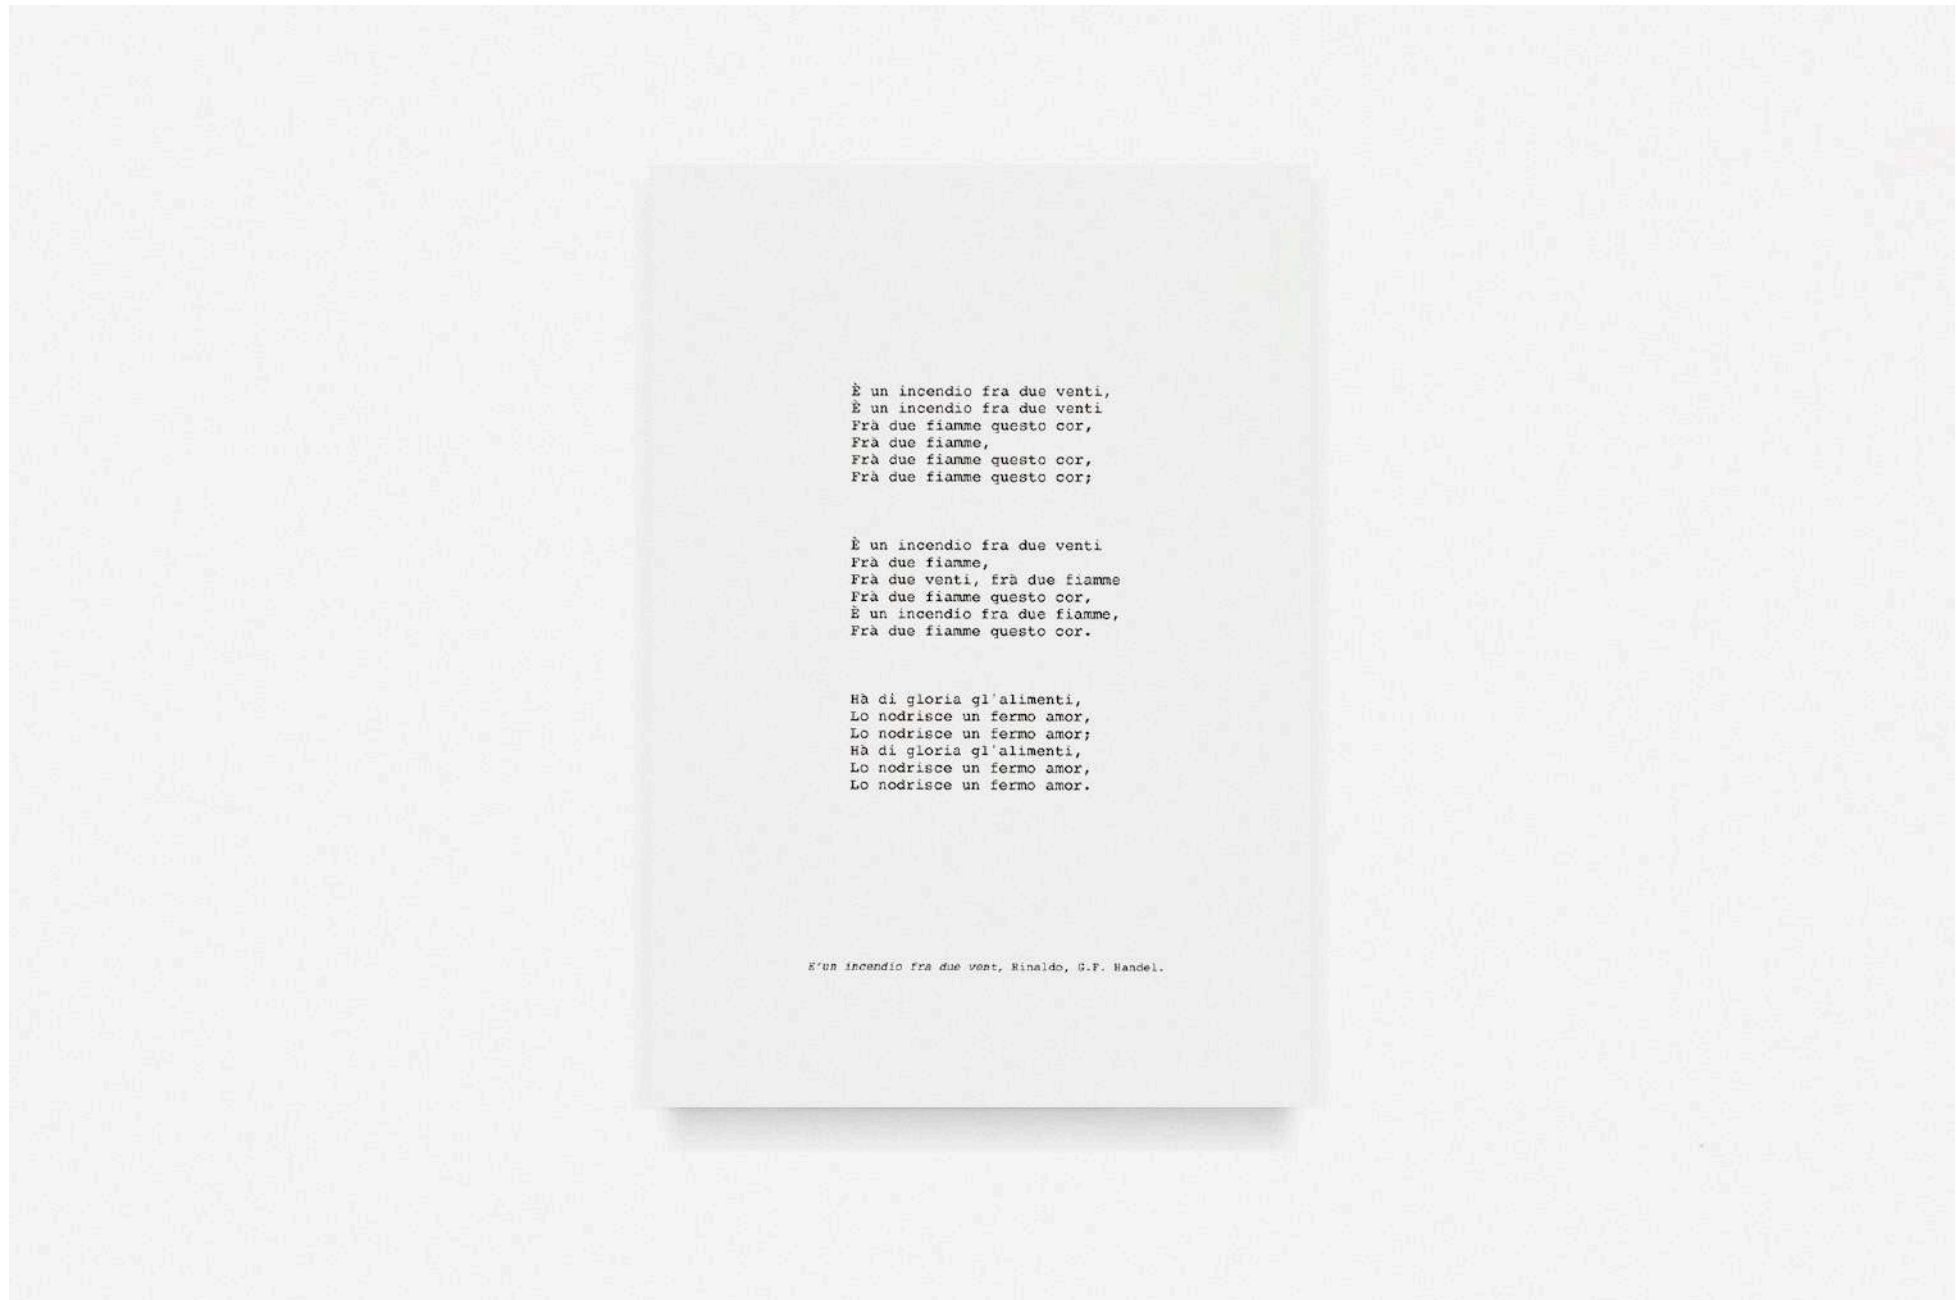 È un incendio fra due venti,
È un incendio fra due venti
Frà due fiamme questo cor,
Frà due fiamme,
Frà due fiamme questo cor,
Frà due fiamme questo cor;
È un incendio fra due venti
Frà due fiamme,
Frà due venti, frà due fiamme
Frà due fiamme questo cor,
È un incendio fra due fiamme,
Frà due fiamme questo cor.
Hà di gloria gl'alimenti,
Lo nodrisce un fermo amor,
Lo nodrisce un fermo amor;
Hà di gloria gl'alimenti,
Lo nodrisce un fermo amor,
Lo nodrisce un fermo amor.
E'un incendio fra due vent, Rinaldo, G.F. Handel.